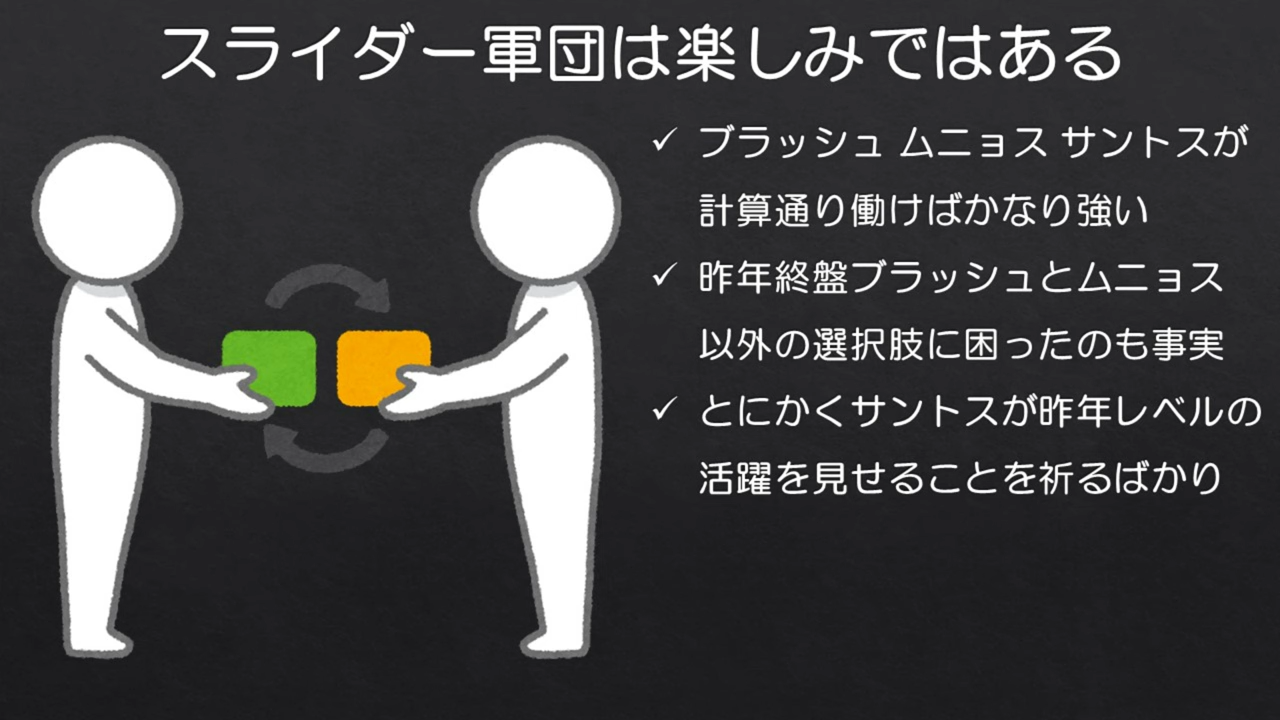 スライダー軍団は楽しみではある
✓ ブラッシュ ムニョス サントスが
計算通り働けばかなり強い
✓ 昨年終盤ブラッシュとムニョス
以外の選択肢に困ったのも事実
✓ とにかくサントスが昨年レベルの
活躍を見せることを祈るばかり